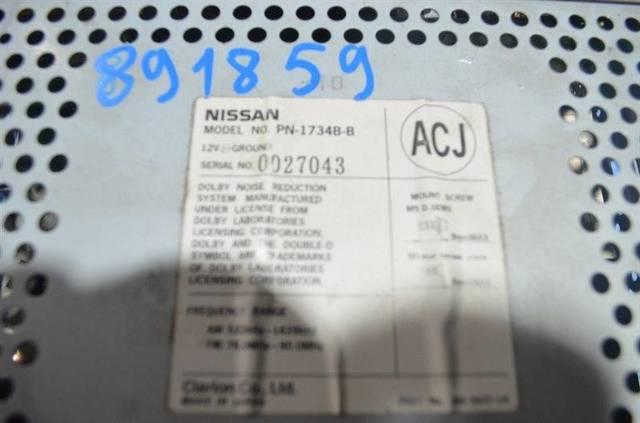 891859
NISSAN
MODEL NO. PN-1734B-B
ACJ
12V⊖GROUND
SERIAL NO. 0027043
DOLBY NOISE REDUCTION
SYSTEM MANUFACTURED
UNDER LICENSE FROM
DOLBY LABORATORIES
LICENSING CORPORATION.
DOLBY AND THE DOUBLE-D
SYMBOL ARE TRADEMARKS
OF DOLBY LABORATORIES
LICENSING CORPORATION.
MOUNT SCREW
FREQUENCY RANGE
Clarion Co., Ltd.
MADE IN JAPAN